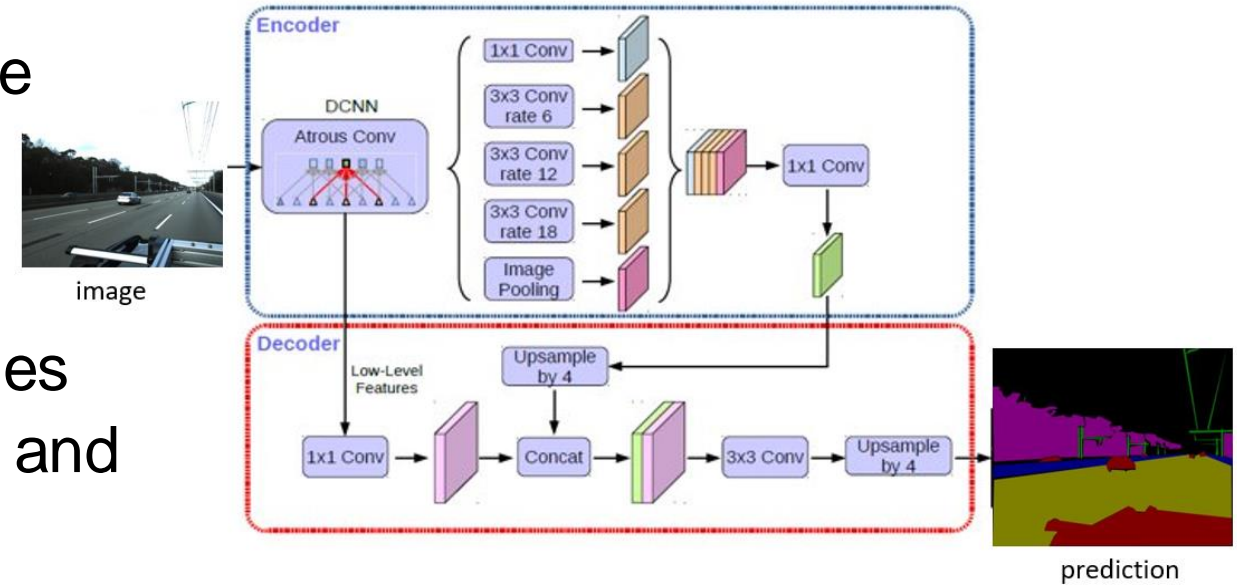 e
es
and
image
Encoder
DCNN
Atrous Conv
1x1 Conv
3x3 Conv
rate 6
3x3 Conv
rate 12
3x3 Conv
rate 18
Image
Pooling
1x1 Conv
Decoder
Low-Level
Features
Upsample
by 4
1x1 Conv
Concat
3x3 Conv
Upsample
by 4
prediction